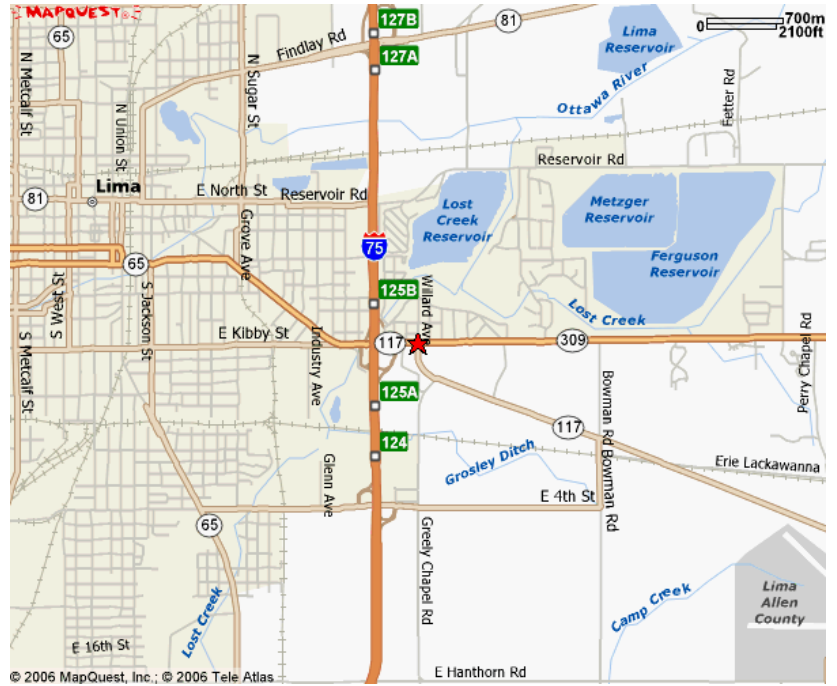 MAPQUEST
127B
81
700m
0
2100ft
65
Findlay Rd
Lima
Reservoir
127A
N Metcalf St
N Sugar St
N Union St
Ottawa River
Fetter Rd
Reservoir Rd
Lima
E North St
Reservoir Rd
81
Lost
Creek
Reservoir
Metzger
Reservoir
Grove Ave
75
Ferguson
Reservoir
65
S West St
S Jackson St
125B
Willard Ave
Lost Creek
E Kibby St
Industry Ave
117
309
S Metcalf St
Perry Chapel Rd
125A
Bowman Rd
117
124
Grosley Ditch
Bowman Rd
Erie Lackawanna
Glenn Ave
E 4th St
65
Greely Chapel Rd
Lost Creek
Camp Creek
Lima
Allen
County
E 16th St
E Hanthorn Rd
© 2006 MapQuest, Inc.; © 2006 Tele Atlas